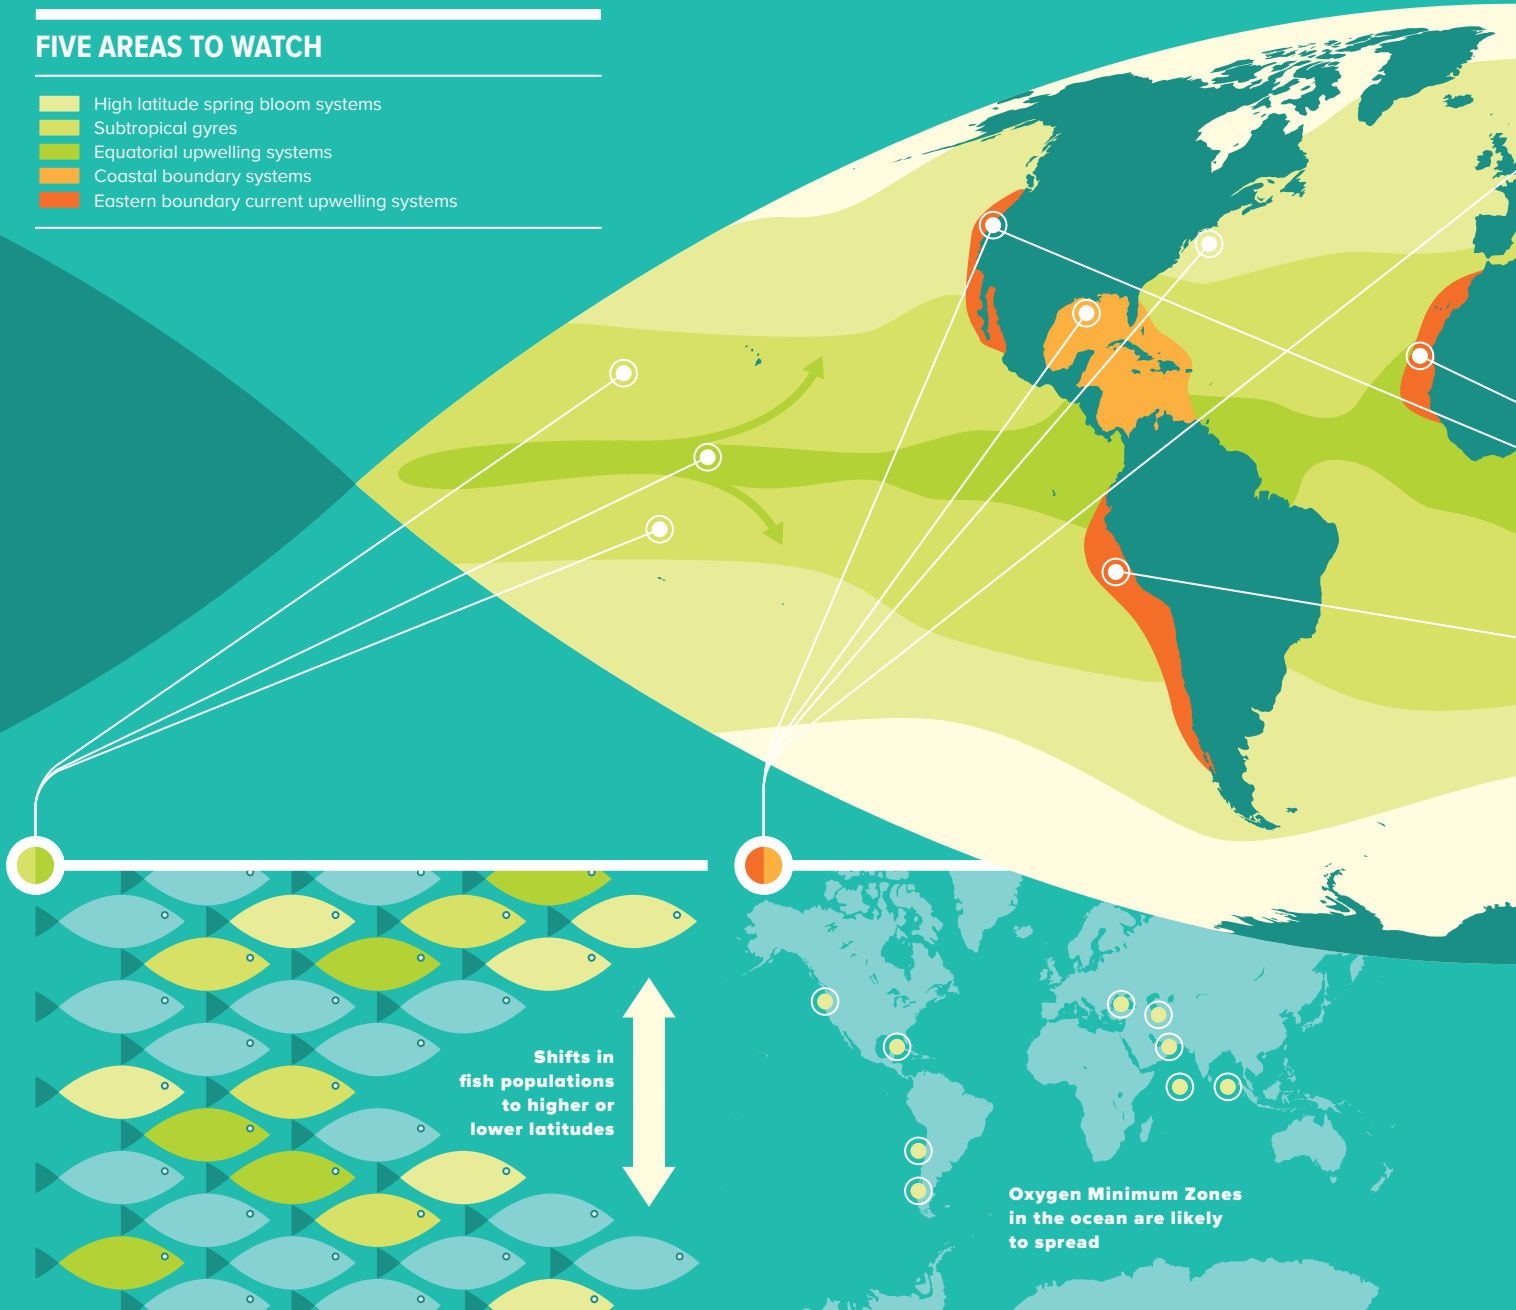 FIVE AREAS TO WATCH
High latitude spring bloom systems
Subtropical gyres
Equatorial upwelling systems
Coastal boundary systems
Eastern boundary current upwelling systems
Shifts in
fish populations
to higher or
lower latitudes
Oxygen Minimum Zones
in the ocean are likely
to spread